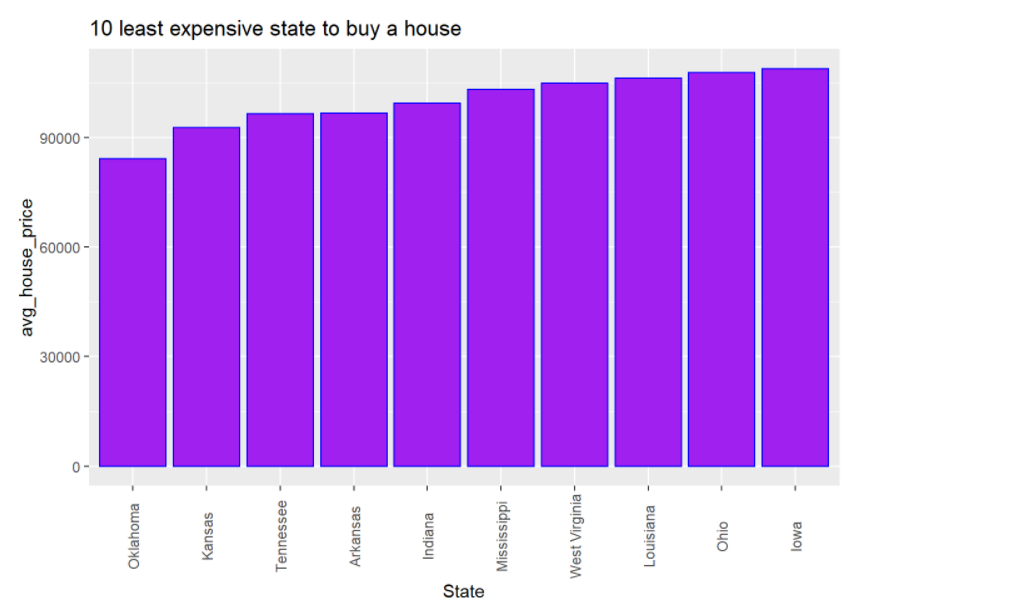 10 least expensive state to buy a house
avg_house_price
90000
60000
30000
0
Oklahoma
Kansas
Tennessee
Arkansas
Indiana
Mississippi
West Virginia
Louisiana
Ohio
Iowa
State